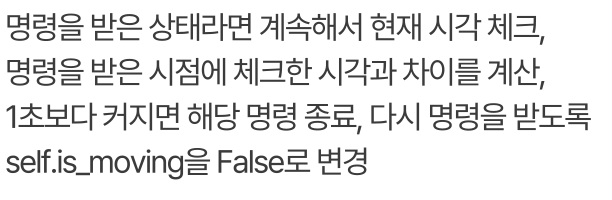 명령을 받은 상태라면 계속해서 현재 시각 체크,
명령을 받은 시점에 체크한 시각과 차이를 계산,
1초보다 커지면 해당 명령 종료, 다시 명령을 받도록
self.is_moving을 False로 변경